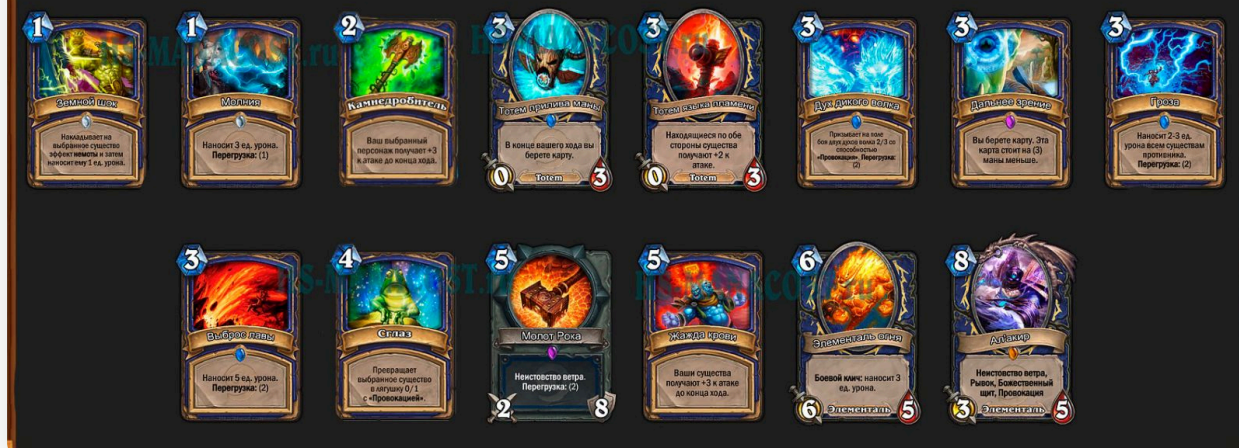 1
Земной шок
Накладывает на
выбранное существо
эффект немоты и затем
наносит ему 1 ед. урона.
1
Молния
Наносит 3 ед. урона.
Перегрузка: (1)
2
Камнедробитель
Ваш выбранный
персонаж получает +3
к атаке до конца хода.
3
Тотем прилива маны
В конце вашего хода вы
берете карту.
0
Totem
3
3
Тотем языка пламени
Находящиеся по обе
стороны существа
получают +2 к
атаке.
0
Totem
3
3
Дух дикого волка
Призывает на поле
боя двух духов волка 2/3 со
способностью
«Провокация». Перегрузка:
(2)
3
Дальнее зрение
Вы берете карту. Эта
карта стоит на (3)
маны меньше.
3
Гроза
Наносит 2-3 ед.
урона всем существам
противника.
Перегрузка: (2)
3
Выброс лавы
Наносит 5 ед. урона.
Перегрузка: (2)
4
Сглаз
Превращает
выбранное существо
в лягушку 0/1
с «Провокацией».
5
Молот Рока
Неистовство ветра.
Перегрузка: (2)
2
8
5
Жажда крови
Ваши существа
получают +3 к атаке
до конца хода.
6
Элементаль огня
Боевой клич: наносит 3
ед. урона.
6
Элементаль
5
8
Ал'акир
Неистовство ветра,
Рывок, Божественный
щит, Провокация
3
Элементаль
5